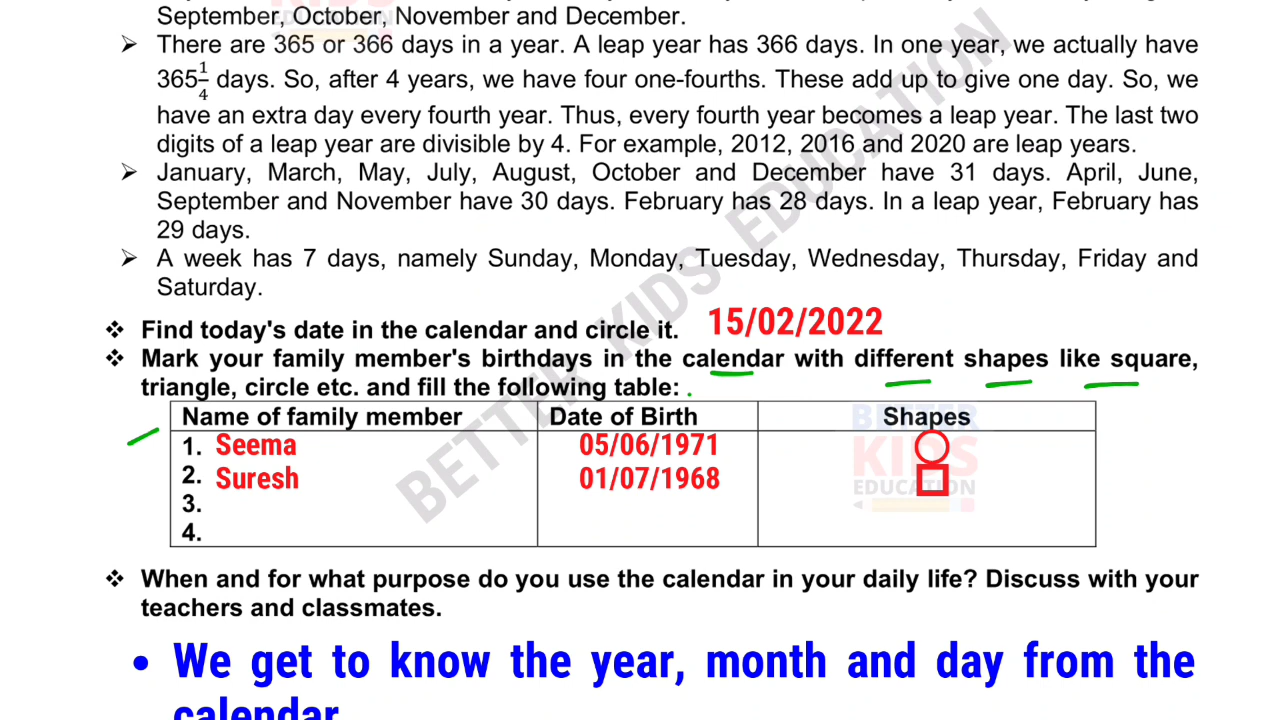 September, October, November and December.
➢ There are 365 or 366 days in a year. A leap year has 366 days. In one year, we actually have
365 1/4 days. So, after 4 years, we have four one-fourths. These add up to give one day. So, we
have an extra day every fourth year. Thus, every fourth year becomes a leap year. The last two
digits of a leap year are divisible by 4. For example, 2012, 2016 and 2020 are leap years.
➢ January, March, May, July, August, October and December have 31 days. April, June,
September and November have 30 days. February has 28 days. In a leap year, February has
29 days.
➢ A week has 7 days, namely Sunday, Monday, Tuesday, Wednesday, Thursday, Friday and
Saturday.
❖ Find today's date in the calendar and circle it. 15/02/2022
❖ Mark your family member's birthdays in the calendar with different shapes like square,
triangle, circle etc. and fill the following table:
Name of family member Date of Birth Shapes
1. Seema 05/06/1971
2. Suresh 01/07/1968
3.
4.
❖ When and for what purpose do you use the calendar in your daily life? Discuss with your
teachers and classmates.
• We get to know the year, month and day from the
calendar
BETTER KIDS EDUCATION
BETTER
KIDS
EDUCATION